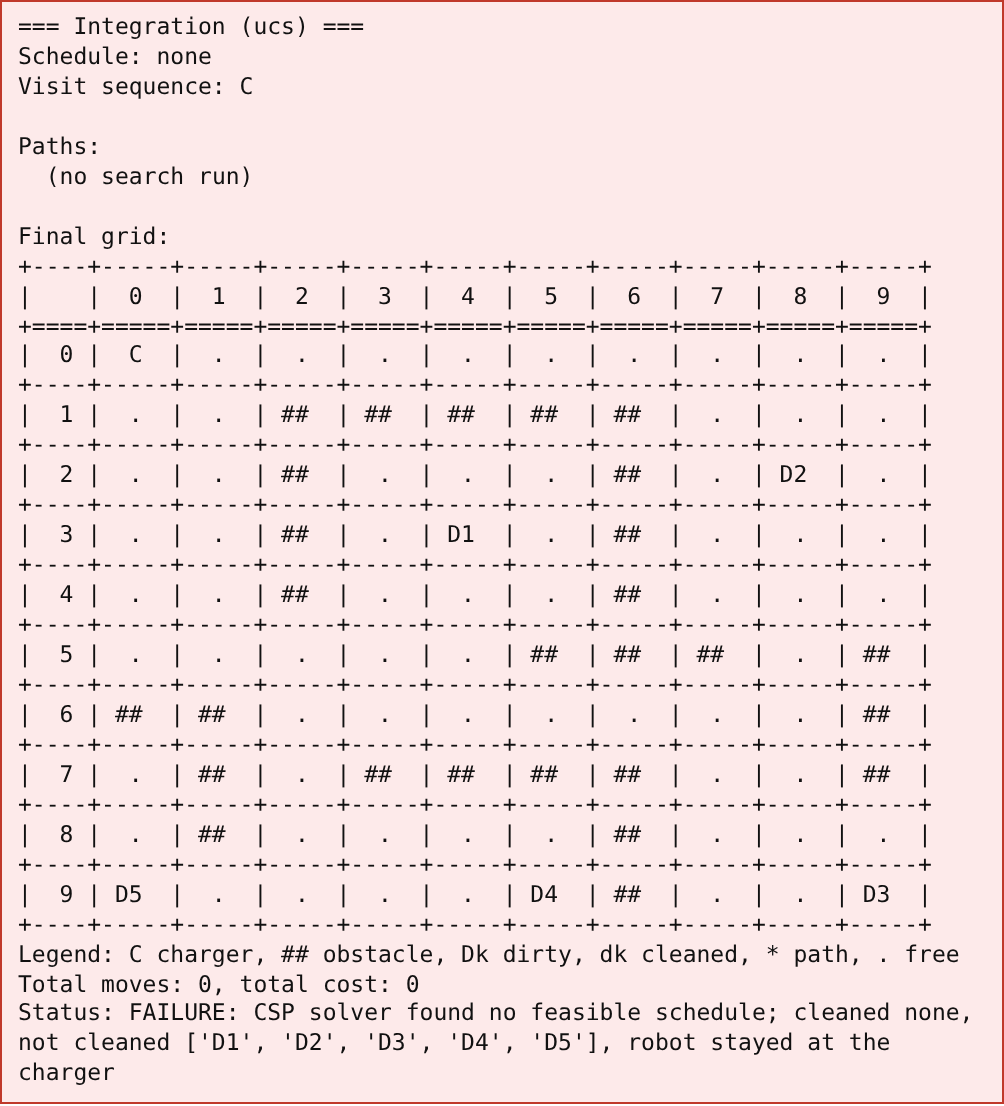 === Integration (ucs) ===
Schedule: none
Visit sequence: C

Paths:
  (no search run)

Final grid:
+----+-----+-----+-----+-----+-----+-----+-----+-----+-----+-----+
|    |  0  |  1  |  2  |  3  |  4  |  5  |  6  |  7  |  8  |  9  |
+====+=====+=====+=====+=====+=====+=====+=====+=====+=====+=====+
|  0 |  C  |  .  |  .  |  .  |  .  |  .  |  .  |  .  |  .  |  .  |
+----+-----+-----+-----+-----+-----+-----+-----+-----+-----+-----+
|  1 |  .  |  .  | ##  | ##  | ##  | ##  | ##  |  .  |  .  |  .  |
+----+-----+-----+-----+-----+-----+-----+-----+-----+-----+-----+
|  2 |  .  |  .  | ##  |  .  |  .  |  .  | ##  |  .  | D2  |  .  |
+----+-----+-----+-----+-----+-----+-----+-----+-----+-----+-----+
|  3 |  .  |  .  | ##  |  .  | D1  |  .  | ##  |  .  |  .  |  .  |
+----+-----+-----+-----+-----+-----+-----+-----+-----+-----+-----+
|  4 |  .  |  .  | ##  |  .  |  .  |  .  | ##  |  .  |  .  |  .  |
+----+-----+-----+-----+-----+-----+-----+-----+-----+-----+-----+
|  5 |  .  |  .  |  .  |  .  |  .  | ##  | ##  | ##  |  .  | ##  |
+----+-----+-----+-----+-----+-----+-----+-----+-----+-----+-----+
|  6 | ##  | ##  |  .  |  .  |  .  |  .  |  .  |  .  |  .  | ##  |
+----+-----+-----+-----+-----+-----+-----+-----+-----+-----+-----+
|  7 |  .  | ##  |  .  | ##  | ##  | ##  | ##  |  .  |  .  | ##  |
+----+-----+-----+-----+-----+-----+-----+-----+-----+-----+-----+
|  8 |  .  | ##  |  .  |  .  |  .  |  .  | ##  |  .  |  .  |  .  |
+----+-----+-----+-----+-----+-----+-----+-----+-----+-----+-----+
|  9 | D5  |  .  |  .  |  .  |  .  | D4  | ##  |  .  |  .  | D3  |
+----+-----+-----+-----+-----+-----+-----+-----+-----+-----+-----+
Legend: C charger, ## obstacle, Dk dirty, dk cleaned, * path, . free
Total moves: 0, total cost: 0
Status: FAILURE: CSP solver found no feasible schedule; cleaned none,
not cleaned ['D1', 'D2', 'D3', 'D4', 'D5'], robot stayed at the
charger